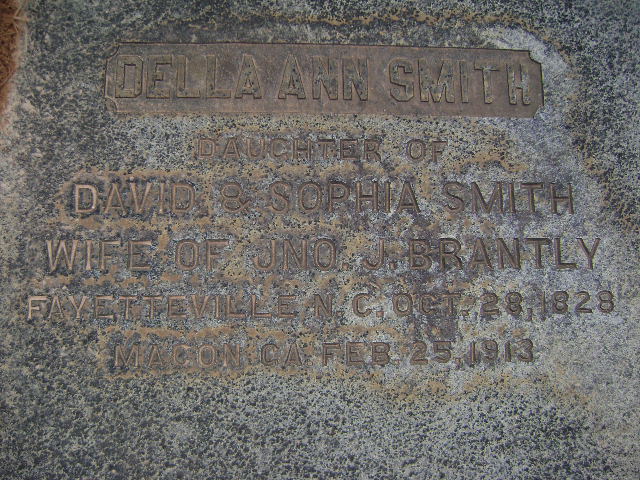 DELLA ANN SMITH
DAUGHTER OF
DAVID & SOPHIA SMITH
WIFE OF JNO. J. BRANTLY
FAYETTEVILLE N. C. OCT. 28, 1828
MACON GA. FEB. 25, 1913